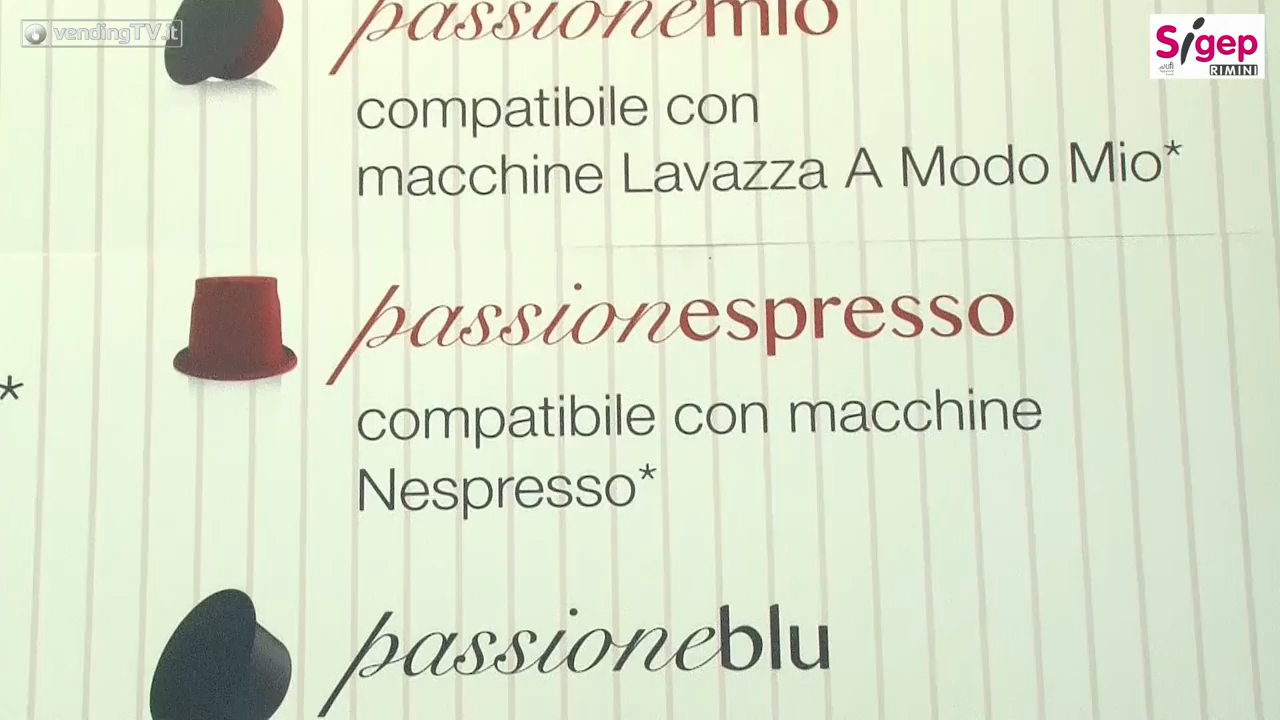 vendingTV.it
Sigep
RIMINI
passionemio
compatibile con
macchine Lavazza A Modo Mio*
passionespresso
*
compatibile con macchine
Nespresso*
passioneblu